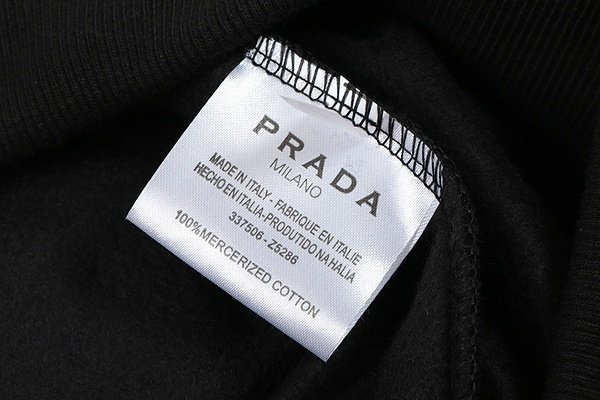 PRADA
MILANO
MADE IN ITALY - FABRIQUE EN ITALIE
HECHO EN ITALIA-PRODUTIDO NA HALIA
337506 - Z5286
100%MERCERIZED COTTON